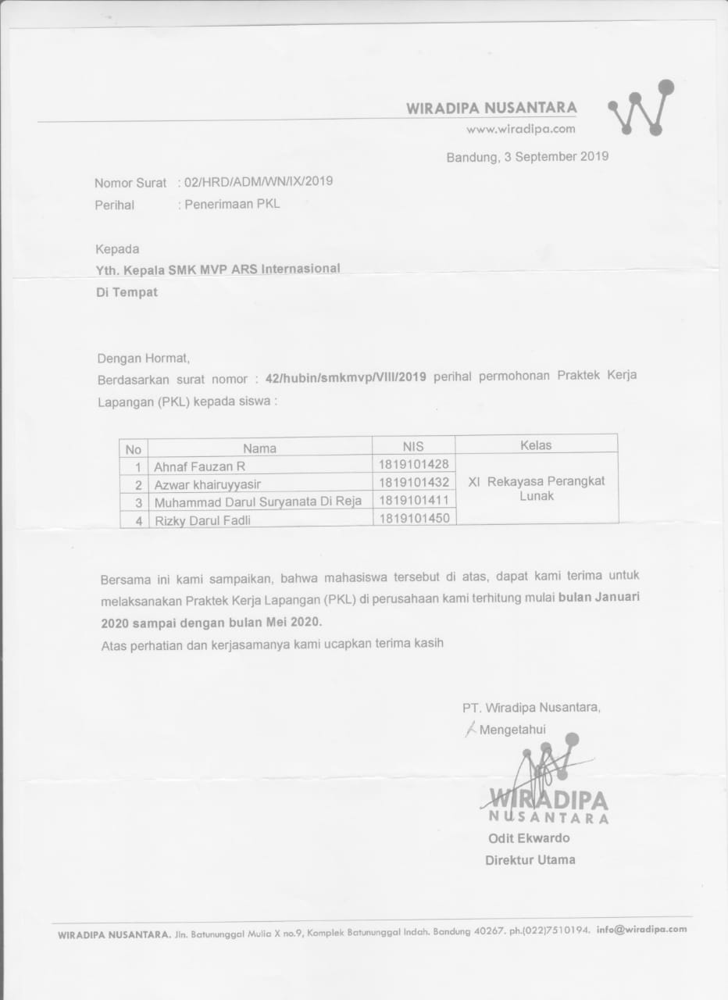 WIRADIPA NUSANTARA
www.wiradipa.com
Bandung, 3 September 2019
Nomor Surat : 02/HRD/ADM/WN/IX/2019
Perihal : Penerimaan PKL
Kepada
Yth. Kepala SMK MVP ARS Internasional
Di Tempat
Dengan Hormat,
Berdasarkan surat nomor : 42/hubin/smkmvp/VIII/2019 perihal permohonan Praktek Kerja
Lapangan (PKL) kepada siswa :
No Nama NIS Kelas
1 Ahnaf Fauzan R 1819101428
2 Azwar khairuyyasir 1819101432
3 Muhammad Darul Suryanata Di Reja 1819101411
4 Rizky Darul Fadli 1819101450
XI Rekayasa Perangkat
Lunak
Bersama ini kami sampaikan, bahwa mahasiswa tersebut di atas, dapat kami terima untuk
melaksanakan Praktek Kerja Lapangan (PKL) di perusahaan kami terhitung mulai bulan Januari
2020 sampai dengan bulan Mei 2020.
Atas perhatian dan kerjasamanya kami ucapkan terima kasih
PT. Wiradipa Nusantara,
Mengetahui
WIRADIPA
NUSANTARA
Odit Ekwardo
Direktur Utama
WIRADIPA NUSANTARA. Jln. Batununggal Mulia X no.9, Komplek Batununggal Indah. Bandung 40267. ph.(022)7510194. info@wiradipa.com